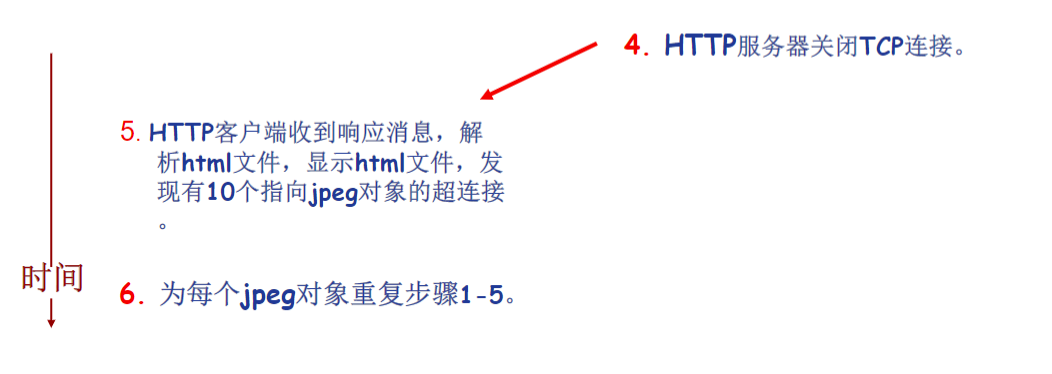 4. HTTP服务器关闭TCP连接。
5. HTTP客户端收到响应消息，解
析html文件，显示html文件，发
现有10个指向jpeg对象的超连接
。
时间
6. 为每个jpeg对象重复步骤1-5。